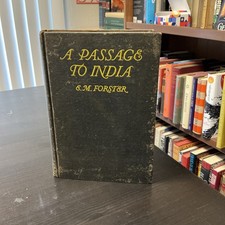 A PASSAGE
TO INDIA
E. M. FORSTER